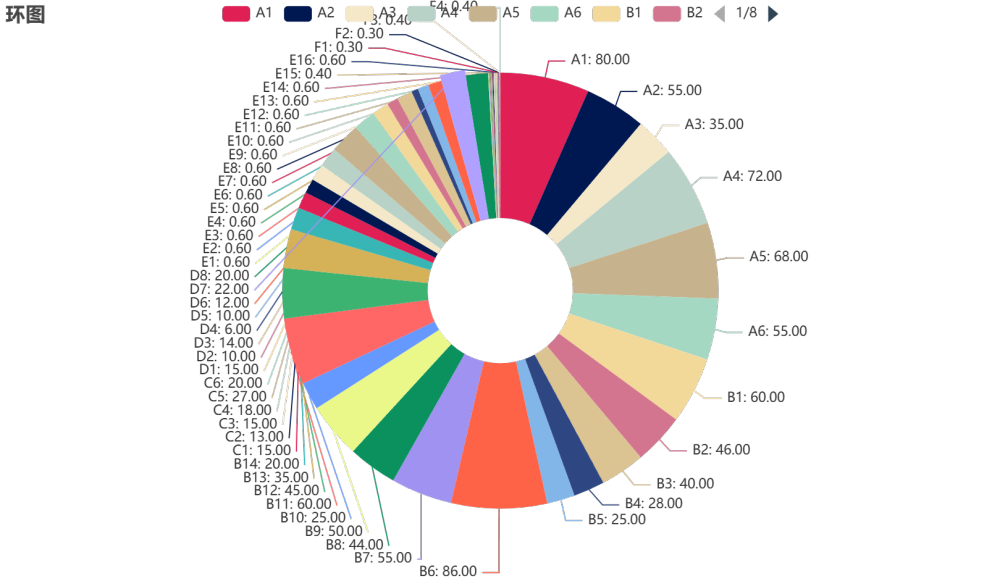 环图
A1
A2
A3
A4
A5
A6
B1
B2
1/8
A1: 80.00
A2: 55.00
A3: 35.00
A4: 72.00
A5: 68.00
A6: 55.00
B1: 60.00
B2: 46.00
B3: 40.00
B4: 28.00
B5: 25.00
B6: 86.00
B7: 55.00
B8: 44.00
B9: 50.00
B10: 25.00
B11: 60.00
B12: 45.00
B13: 35.00
B14: 20.00
C1: 15.00
C2: 13.00
C3: 15.00
C4: 18.00
C5: 27.00
C6: 20.00
D1: 15.00
D2: 10.00
D3: 14.00
D4: 6.00
D5: 10.00
D6: 12.00
D7: 22.00
D8: 20.00
E1: 0.60
E2: 0.60
E3: 0.60
E4: 0.60
E5: 0.60
E6: 0.60
E7: 0.60
E8: 0.60
E9: 0.60
E10: 0.60
E11: 0.60
E12: 0.60
E13: 0.60
E14: 0.60
E15: 0.40
E16: 0.60
F1: 0.30
F2: 0.30
F3: 0.40
F4: 0.40